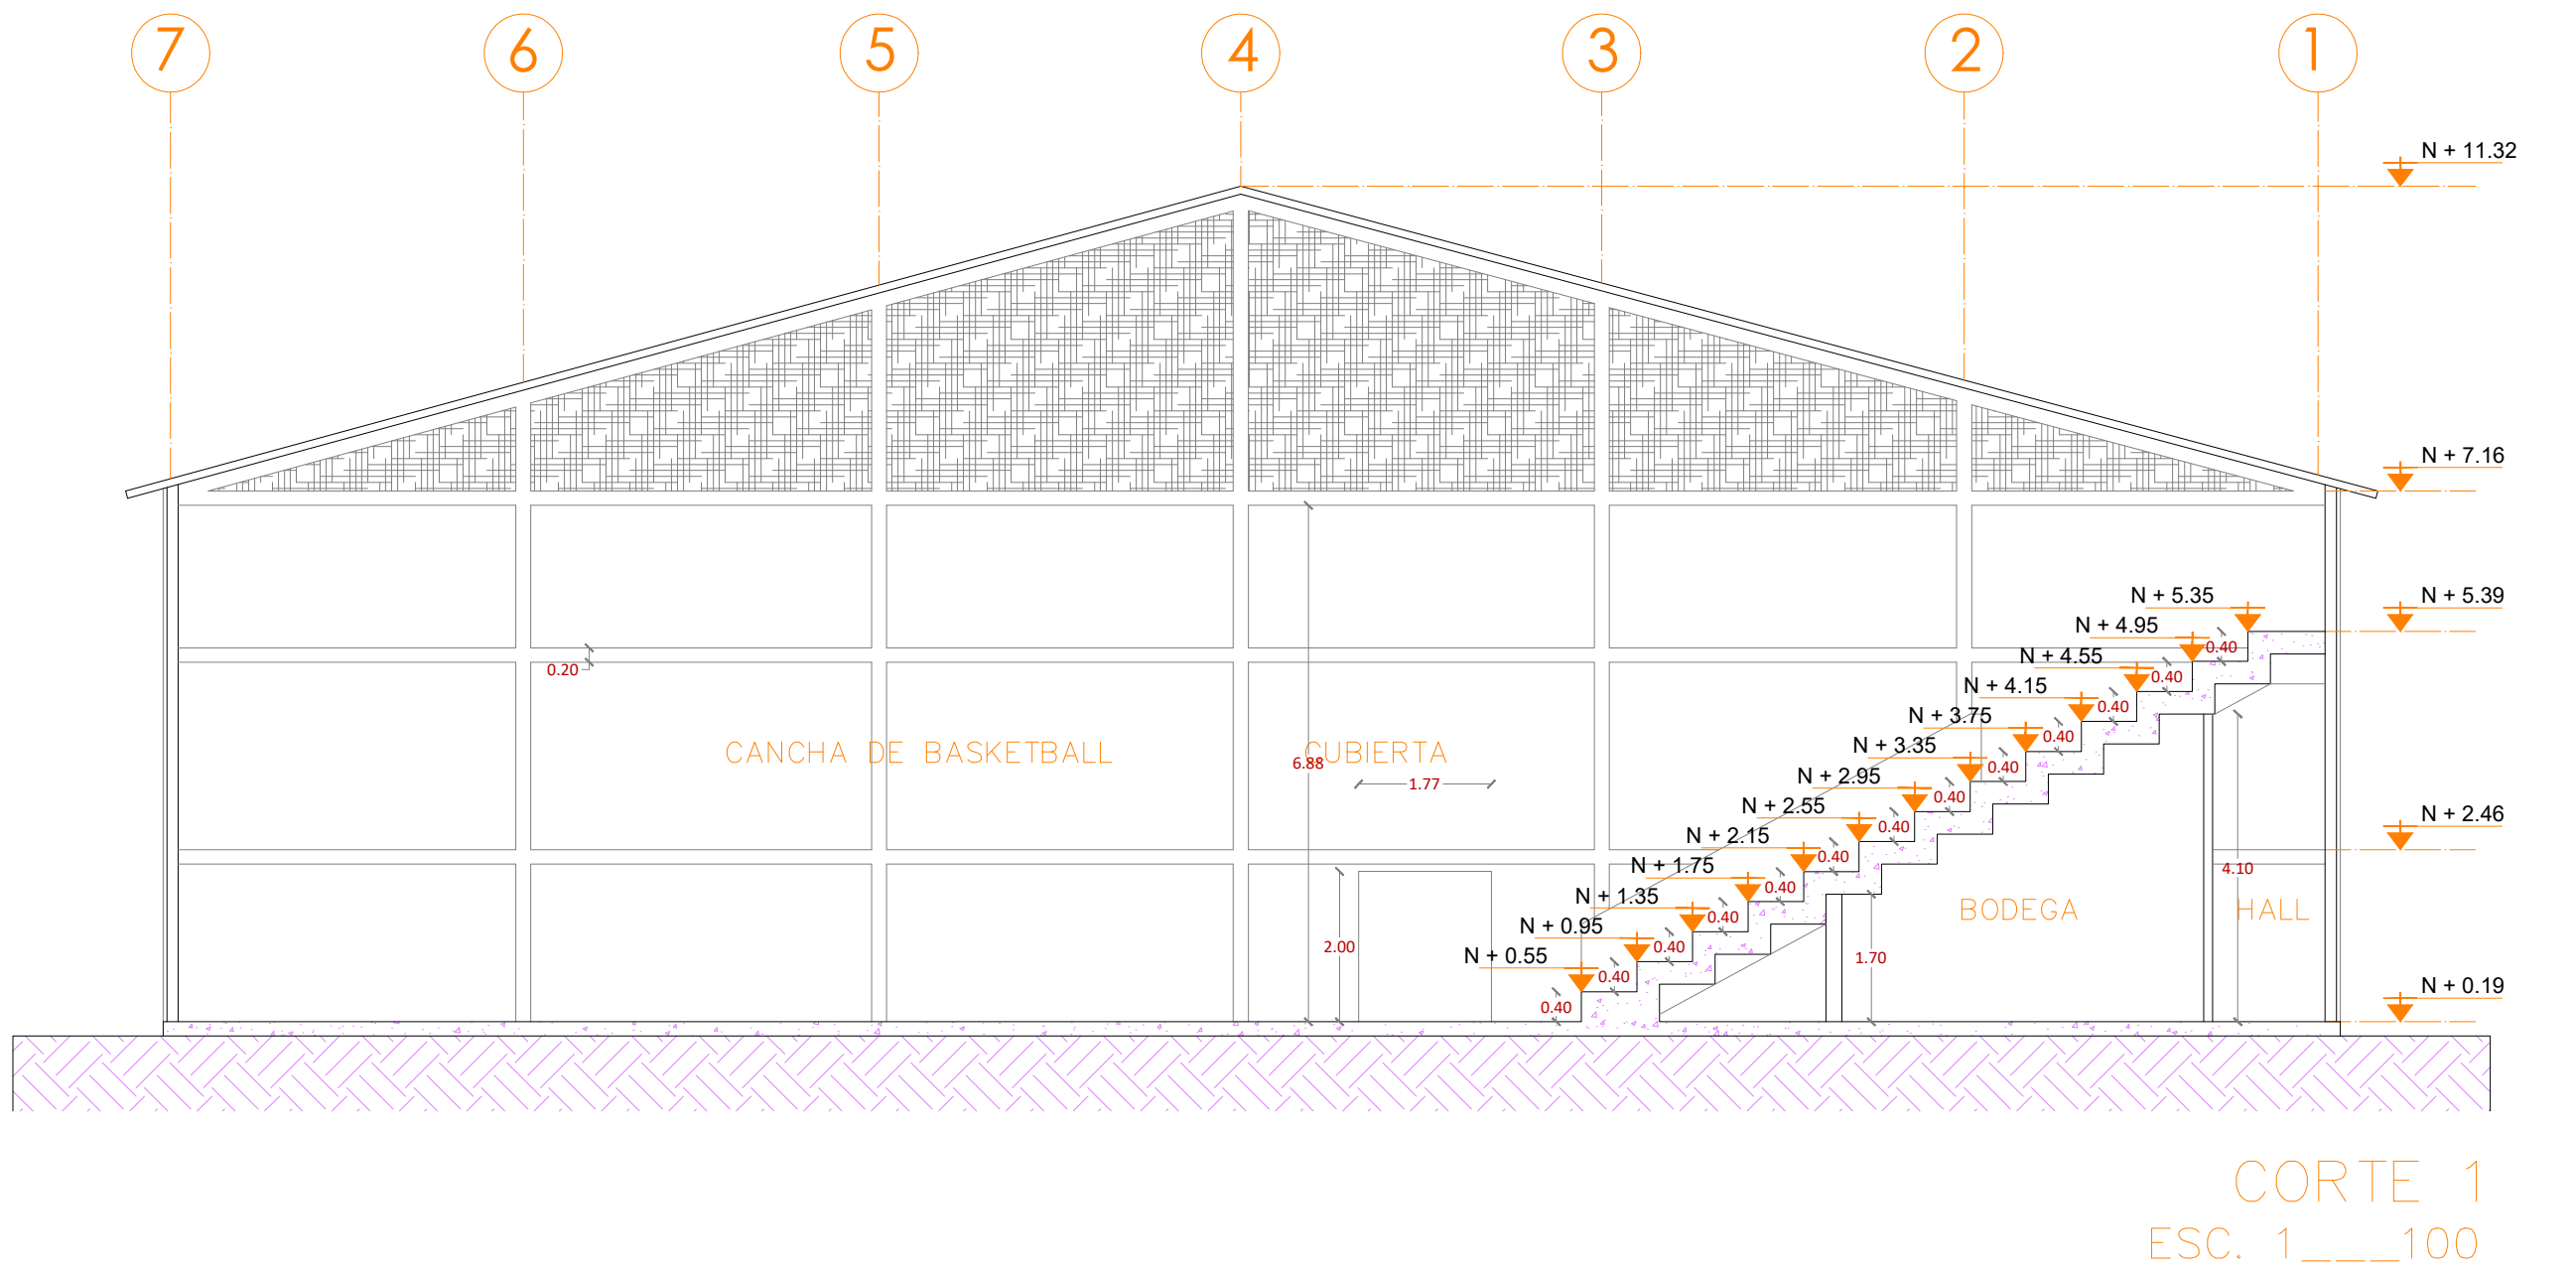 7 6 5 4 3 2 1
N + 11.32
N + 7.16
N + 5.35
N + 5.39
N + 4.95
0.40
N + 4.55
0.40
0.20
N + 4.15
0.40
N + 3.75
0.40
N + 3.35
0.40
CANCHA DE BASKETBALL
CUBIERTA
6.88
1.77
N + 2.95
0.40
N + 2.55
0.40
N + 2.46
N + 2.15
0.40
N + 1.75
0.40
4.10
N + 1.35
0.40
BODEGA
HALL
N + 0.95
0.40
2.00
N + 0.55
0.40
1.70
0.40
N + 0.19
CORTE 1
ESC. 1___100